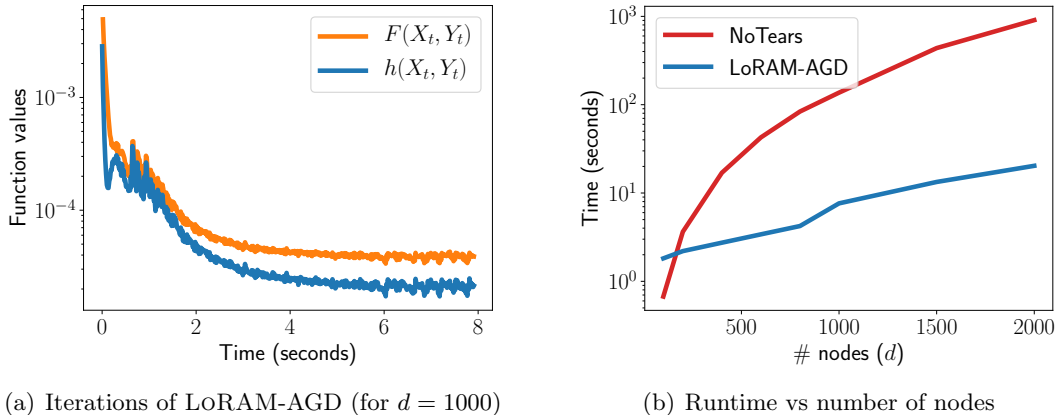 F(X_t, Y_t)
h(X_t, Y_t)
10^{-3}
10^{-4}
Function values
0
2
4
6
8
Time (seconds)
(a) Iterations of LoRAM-AGD (for d = 1000)
NoTears
LoRAM-AGD
10^3
10^2
10^1
10^0
Time (seconds)
500
1000
1500
2000
# nodes (d)
(b) Runtime vs number of nodes